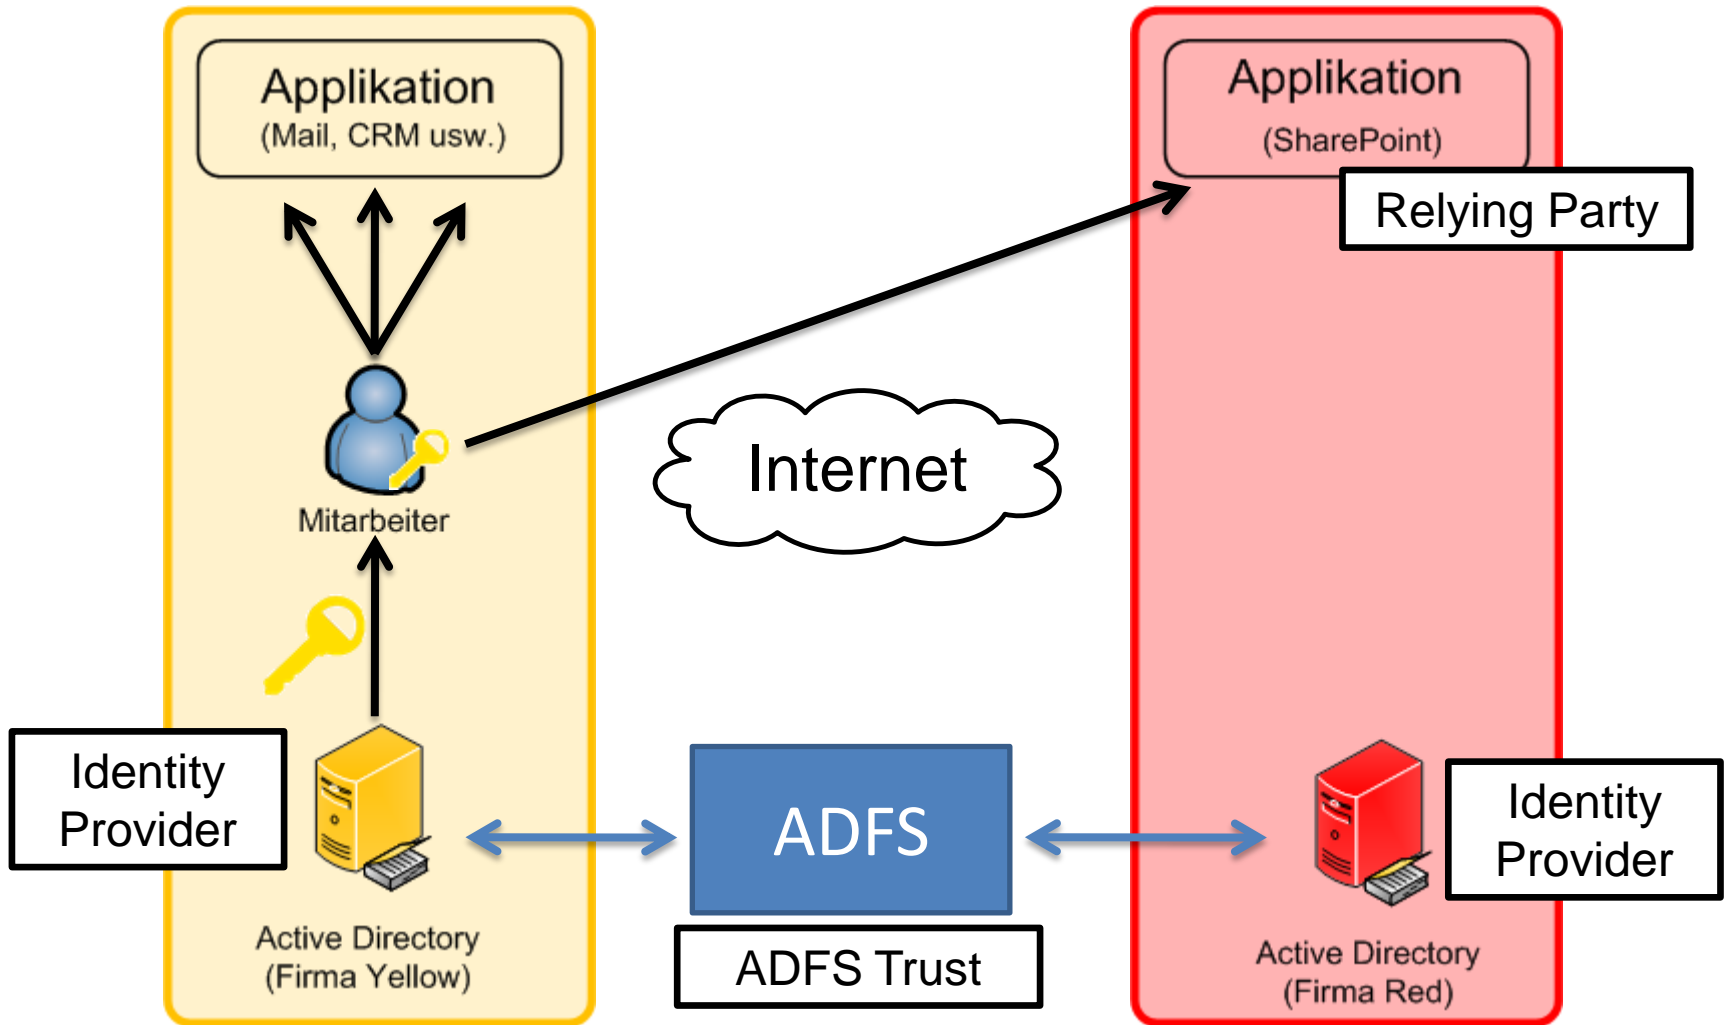 Applikation
(Mail, CRM usw.)
Applikation
(SharePoint)
Relying Party
Internet
Mitarbeiter
Identity
Provider
ADFS
Identity
Provider
Active Directory
(Firma Yellow)
ADFS Trust
Active Directory
(Firma Red)